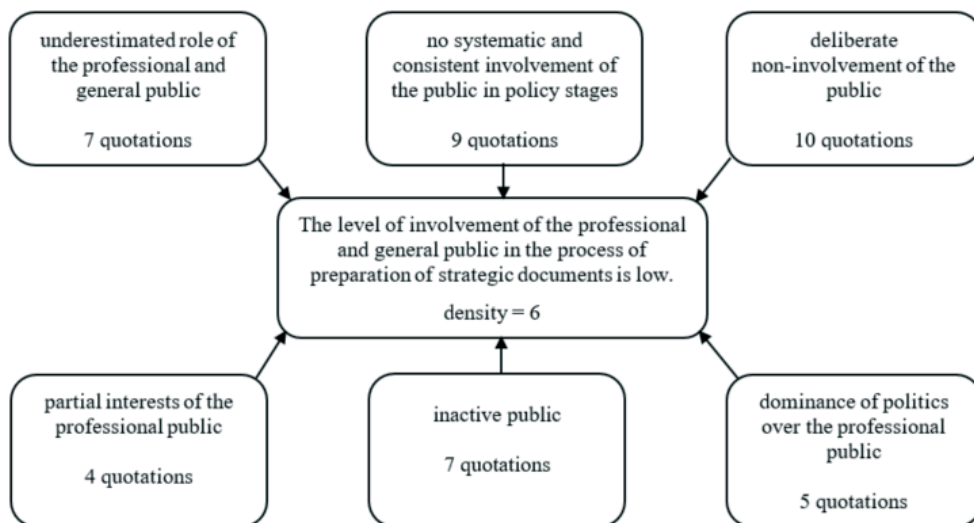 underestimated role of
the professional and
general public
7 quotations
no systematic and
consistent involvement of
the public in policy stages
9 quotations
deliberate
non-involvement of the
public
10 quotations
The level of involvement of the professional
and general public in the process of
preparation of strategic documents is low.
density = 6
partial interests of the
professional public
4 quotations
inactive public
7 quotations
dominance of politics
over the professional
public
5 quotations